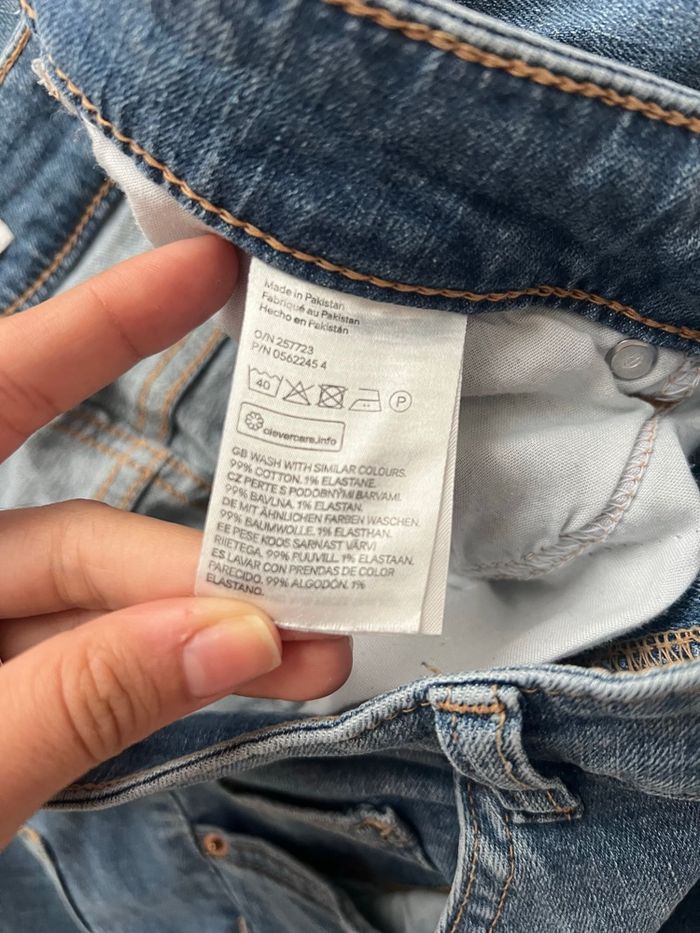 Made in Pakistan
Fabriqué au Pakistan
Hecho en Pakistán
O/N 257723
P/N 0562245 4
40 P
clevercare.info
GB WASH WITH SIMILAR COLOURS.
99% COTTON. 1% ELASTANE.
CZ PERTE S PODOBNÝMI BARVAMI.
99% BAVLNA. 1% ELASTAN.
DE MIT ÄHNLICHEN FARBEN WASCHEN.
99% BAUMWOLLE. 1% ELASTHAN.
EE PESE KOOS SARNAST VÄRVI
RIIETEGA. 99% PUUVILL. 1% ELASTAAN.
ES LAVAR CON PRENDAS DE COLOR
PARECIDO. 99% ALGODÓN. 1%
ELASTANO.